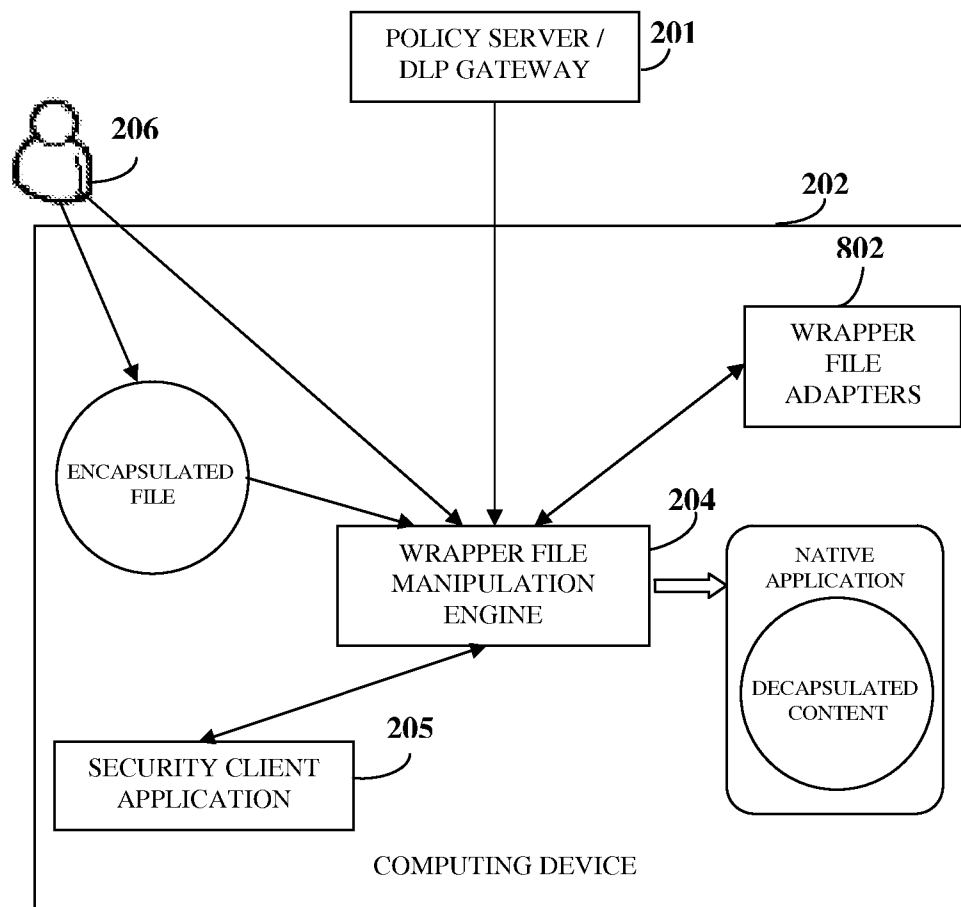 POLICY SERVER /
DLP GATEWAY
201
206
202
802
WRAPPER
FILE
ADAPTERS
ENCAPSULATED
FILE
204
WRAPPER FILE
MANIPULATION
ENGINE
NATIVE
APPLICATION
DECAPSULATED
CONTENT
205
SECURITY CLIENT
APPLICATION
COMPUTING DEVICE